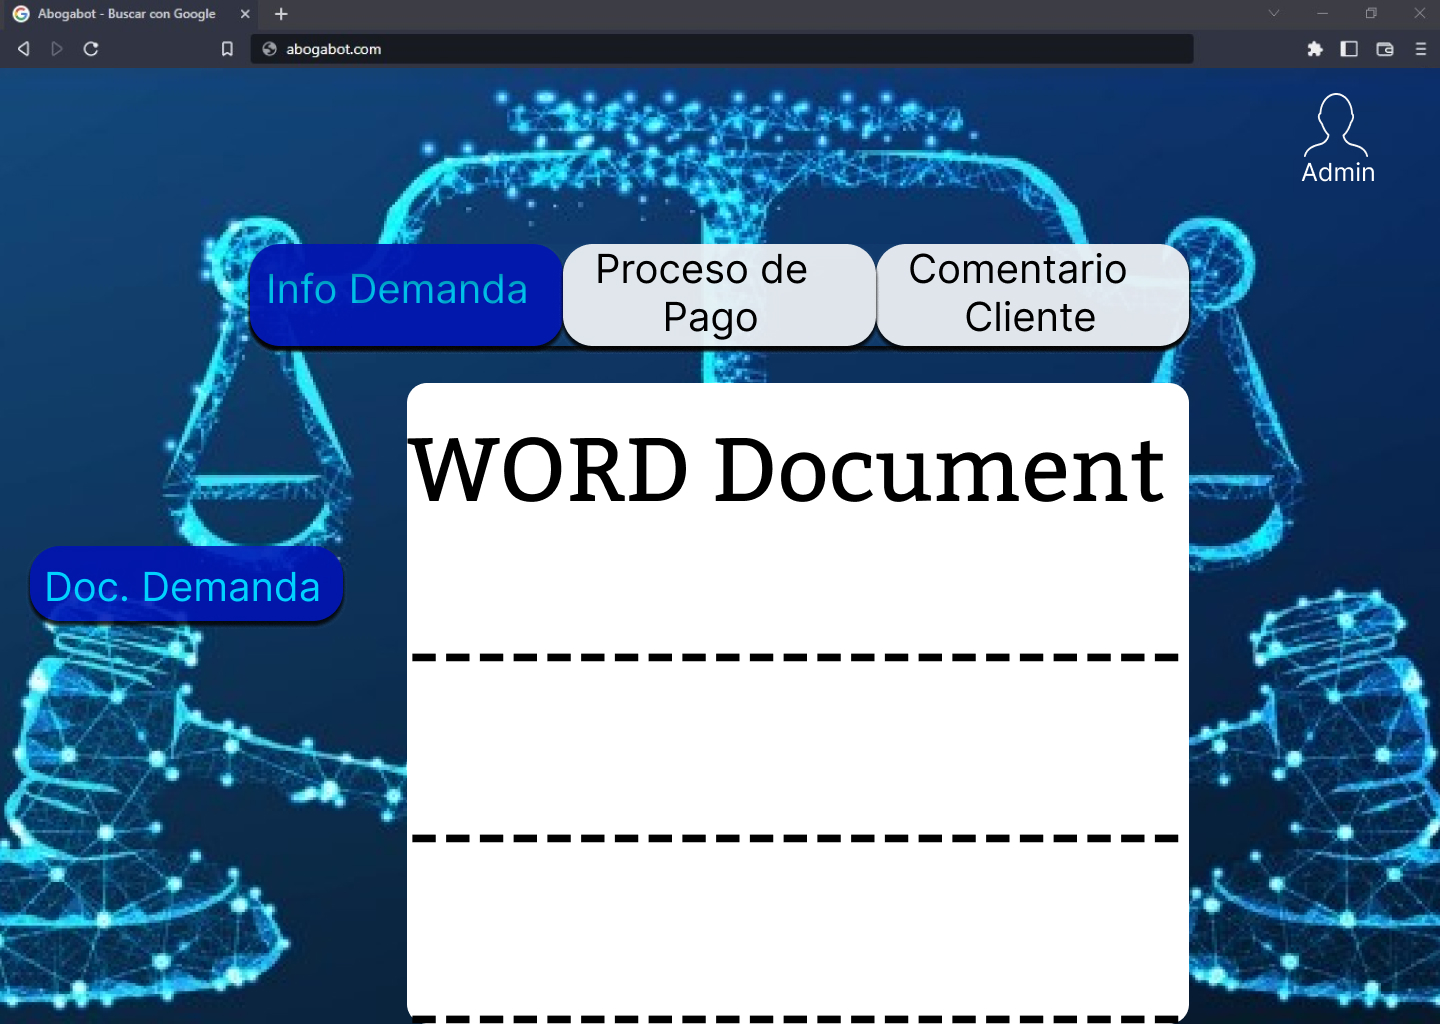 Abogabot - Buscar con Google
abogabot.com
Admin
Info Demanda
Proceso de
Pago
Comentario
Cliente
WORD Document
Doc. Demanda